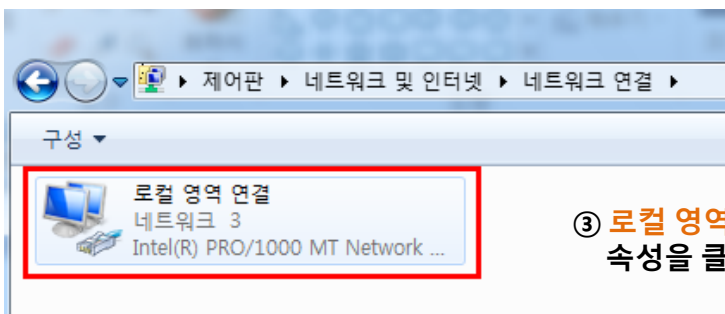 제어판 ▸ 네트워크 및 인터넷 ▸ 네트워크 연결 ▸
구성 ▼
로컬 영역 연결
네트워크 3
Intel(R) PRO/1000 MT Network ...
③ 로컬 영역
속성을